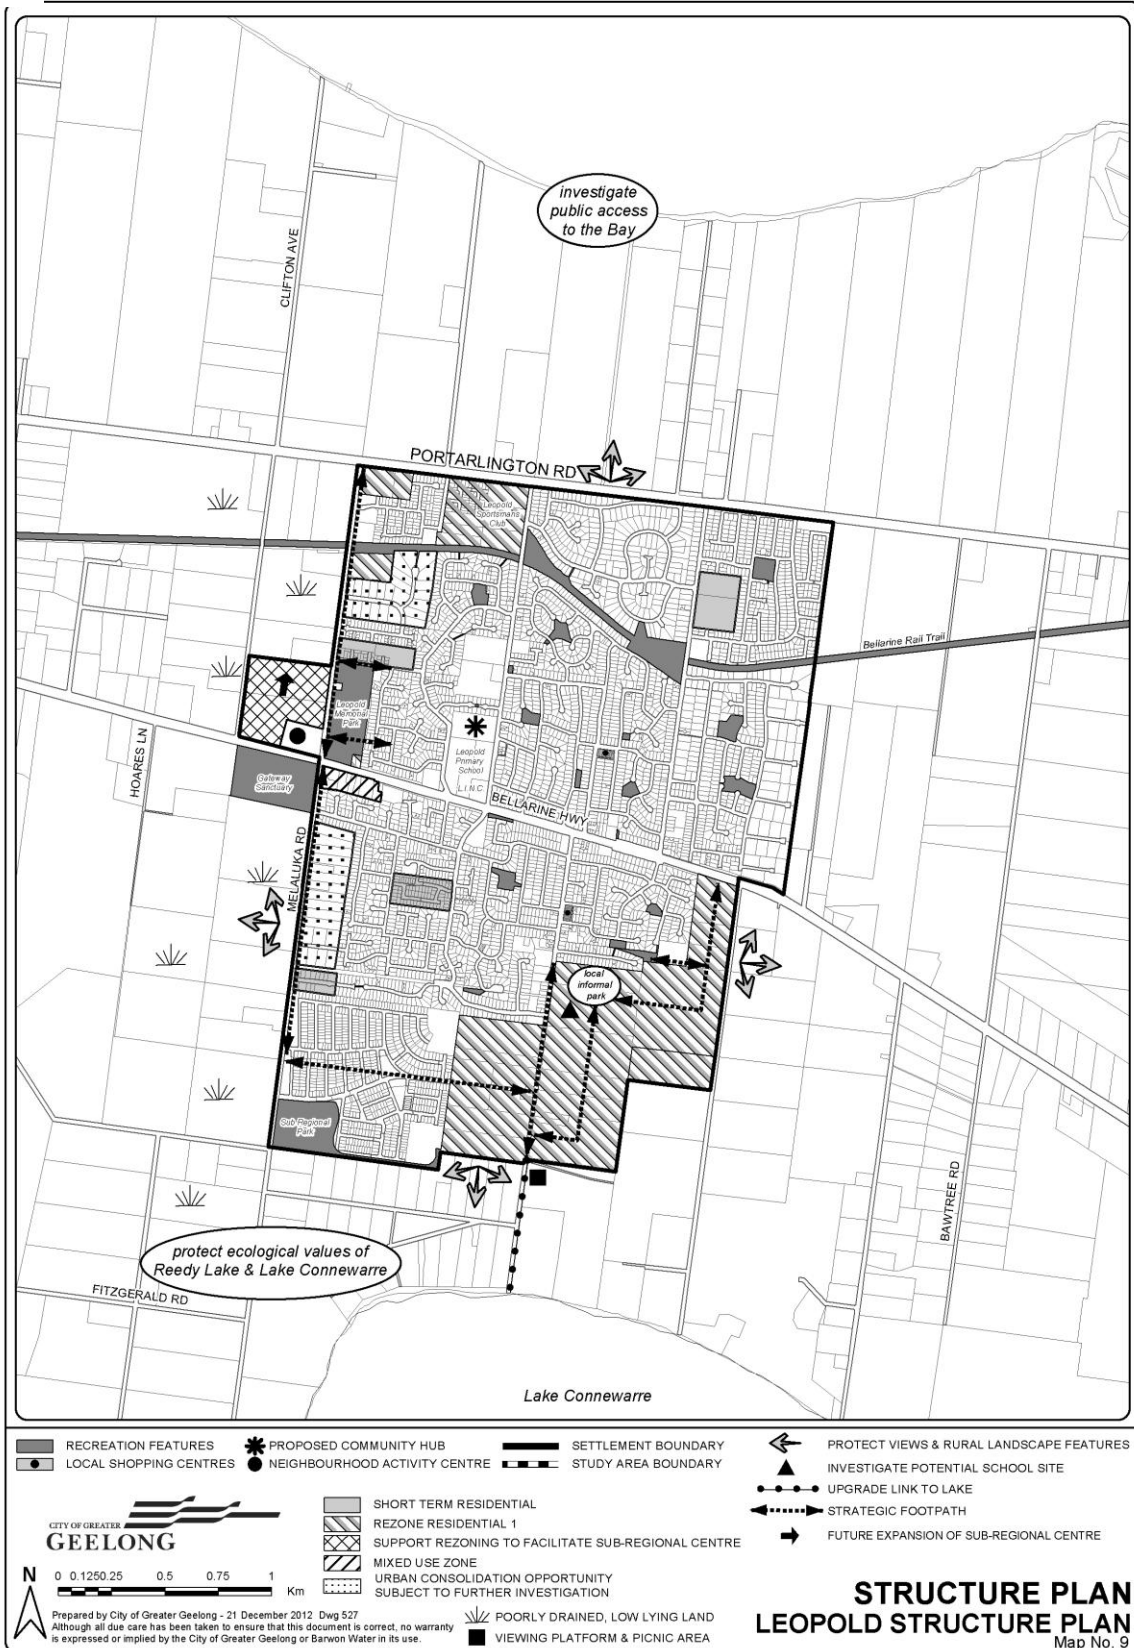 investigate
public access
to the Bay
CLIFTON AVE
PORTARLINGTON RD
Leopold
Sportsmans
Club
Bellarine Rail Trail
Leopold
Memorial
Park
HOARES LN
Leopold
Primary
School
L.I.N.C
Gateway
Sanctuary
BELLARINE HWY
MELALUKA RD
local
informal
park
Sub Regional
Park
BAWTREE RD
protect ecological values of
Reedy Lake & Lake Connewarre
FITZGERALD RD
Lake Connewarre
RECREATION FEATURES
LOCAL SHOPPING CENTRES
PROPOSED COMMUNITY HUB
NEIGHBOURHOOD ACTIVITY CENTRE
SETTLEMENT BOUNDARY
STUDY AREA BOUNDARY
PROTECT VIEWS & RURAL LANDSCAPE FEATURES
INVESTIGATE POTENTIAL SCHOOL SITE
UPGRADE LINK TO LAKE
STRATEGIC FOOTPATH
FUTURE EXPANSION OF SUB-REGIONAL CENTRE
CITY OF GREATER
GEELONG
SHORT TERM RESIDENTIAL
REZONE RESIDENTIAL 1
SUPPORT REZONING TO FACILITATE SUB-REGIONAL CENTRE
MIXED USE ZONE
URBAN CONSOLIDATION OPPORTUNITY
SUBJECT TO FURTHER INVESTIGATION
N
0 0.1250.25 0.5 0.75 1
Km
Prepared by City of Greater Geelong - 21 December 2012 Dwg 527
Although all due care has been taken to ensure that this document is correct, no warranty
is expressed or implied by the City of Greater Geelong or Barwon Water in its use.
POORLY DRAINED, LOW LYING LAND
VIEWING PLATFORM & PICNIC AREA
STRUCTURE PLAN
LEOPOLD STRUCTURE PLAN
Map No. 9